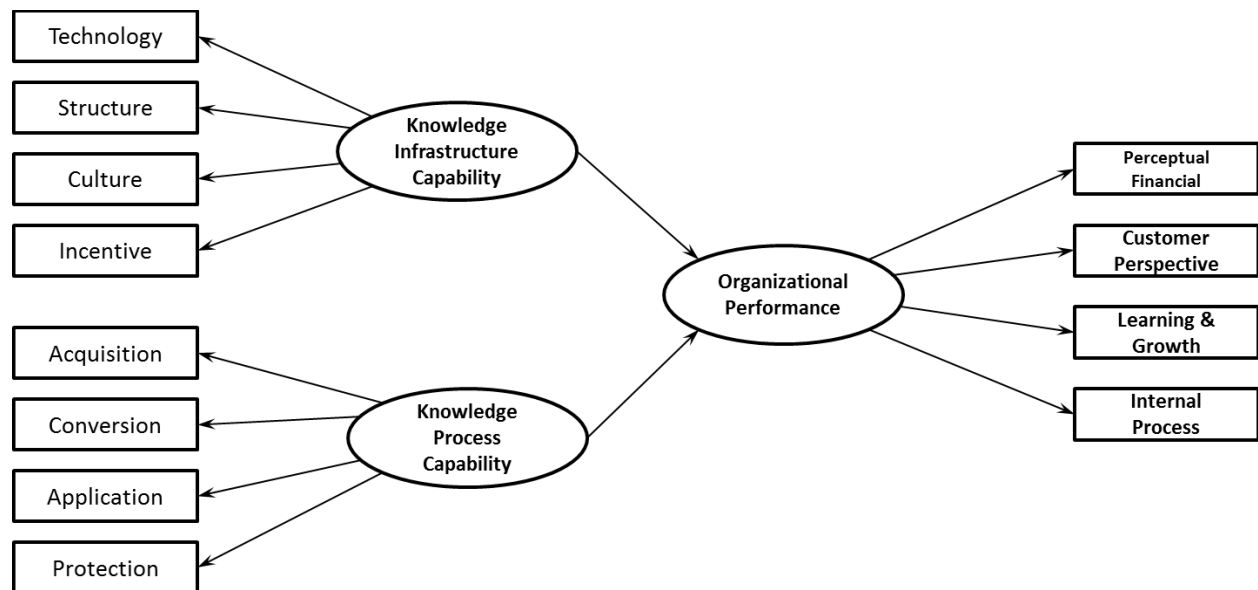 Technology
Structure
Culture
Incentive
Knowledge
Infrastructure
Capability
Acquisition
Conversion
Application
Protection
Knowledge
Process
Capability
Organizational
Performance
Perceptual
Financial
Customer
Perspective
Learning &
Growth
Internal
Process